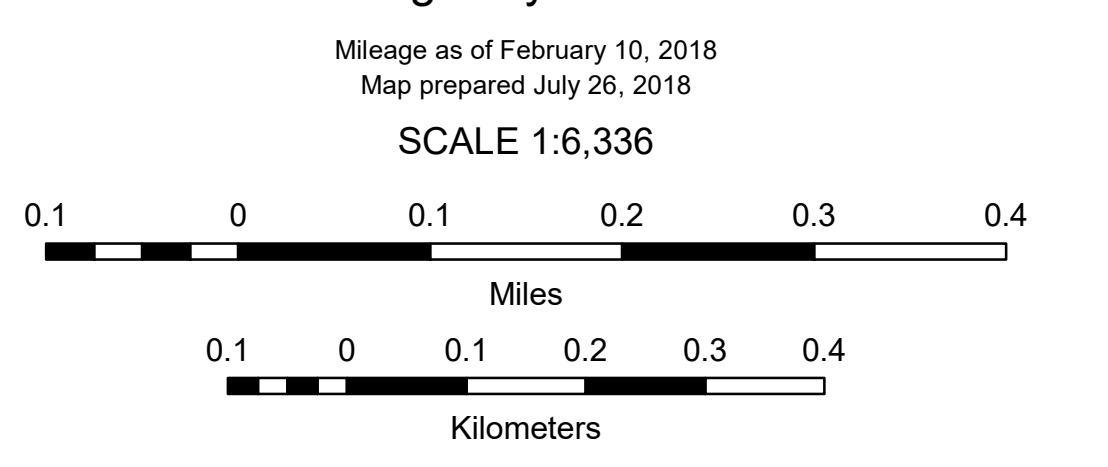 Mileage as of February 10, 2018
Map prepared July 26, 2018
SCALE 1:6,336
0.1 0 0.1 0.2 0.3 0.4
Miles
0.1 0 0.1 0.2 0.3 0.4
Kilometers